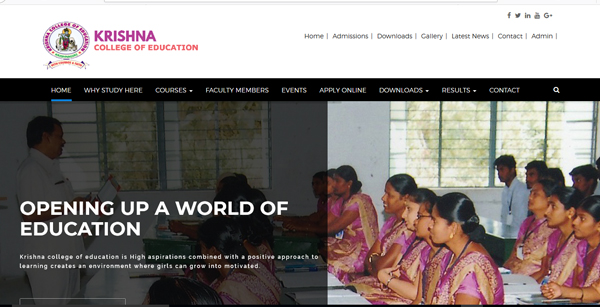 KRISHNA
COLLEGE OF EDUCATION
Home | Admissions | Downloads | Gallery | Latest News | Contact | Admin |
HOME WHY STUDY HERE COURSES FACULTY MEMBERS EVENTS APPLY ONLINE DOWNLOADS RESULTS CONTACT
OPENING UP A WORLD OF
EDUCATION
Krishna college of education is High aspirations combined with a positive approach to
learning creates an environment where girls can grow into motivated.